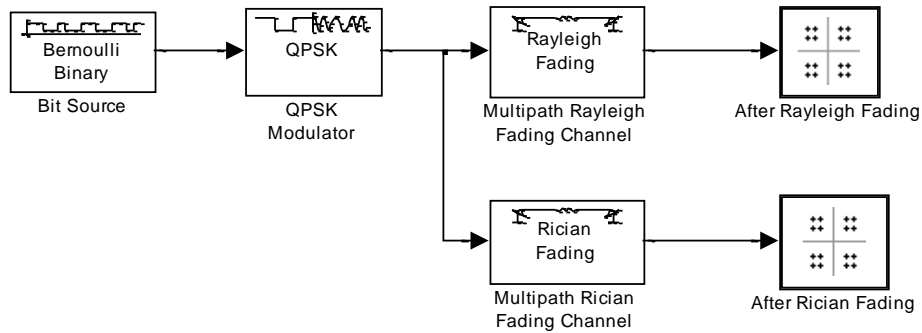 Bernoulli
Binary
Bit Source
QPSK
QPSK
Modulator
Rayleigh
Fading
Multipath Rayleigh
Fading Channel
After Rayleigh Fading
Rician
Fading
Multipath Rician
Fading Channel
After Rician Fading